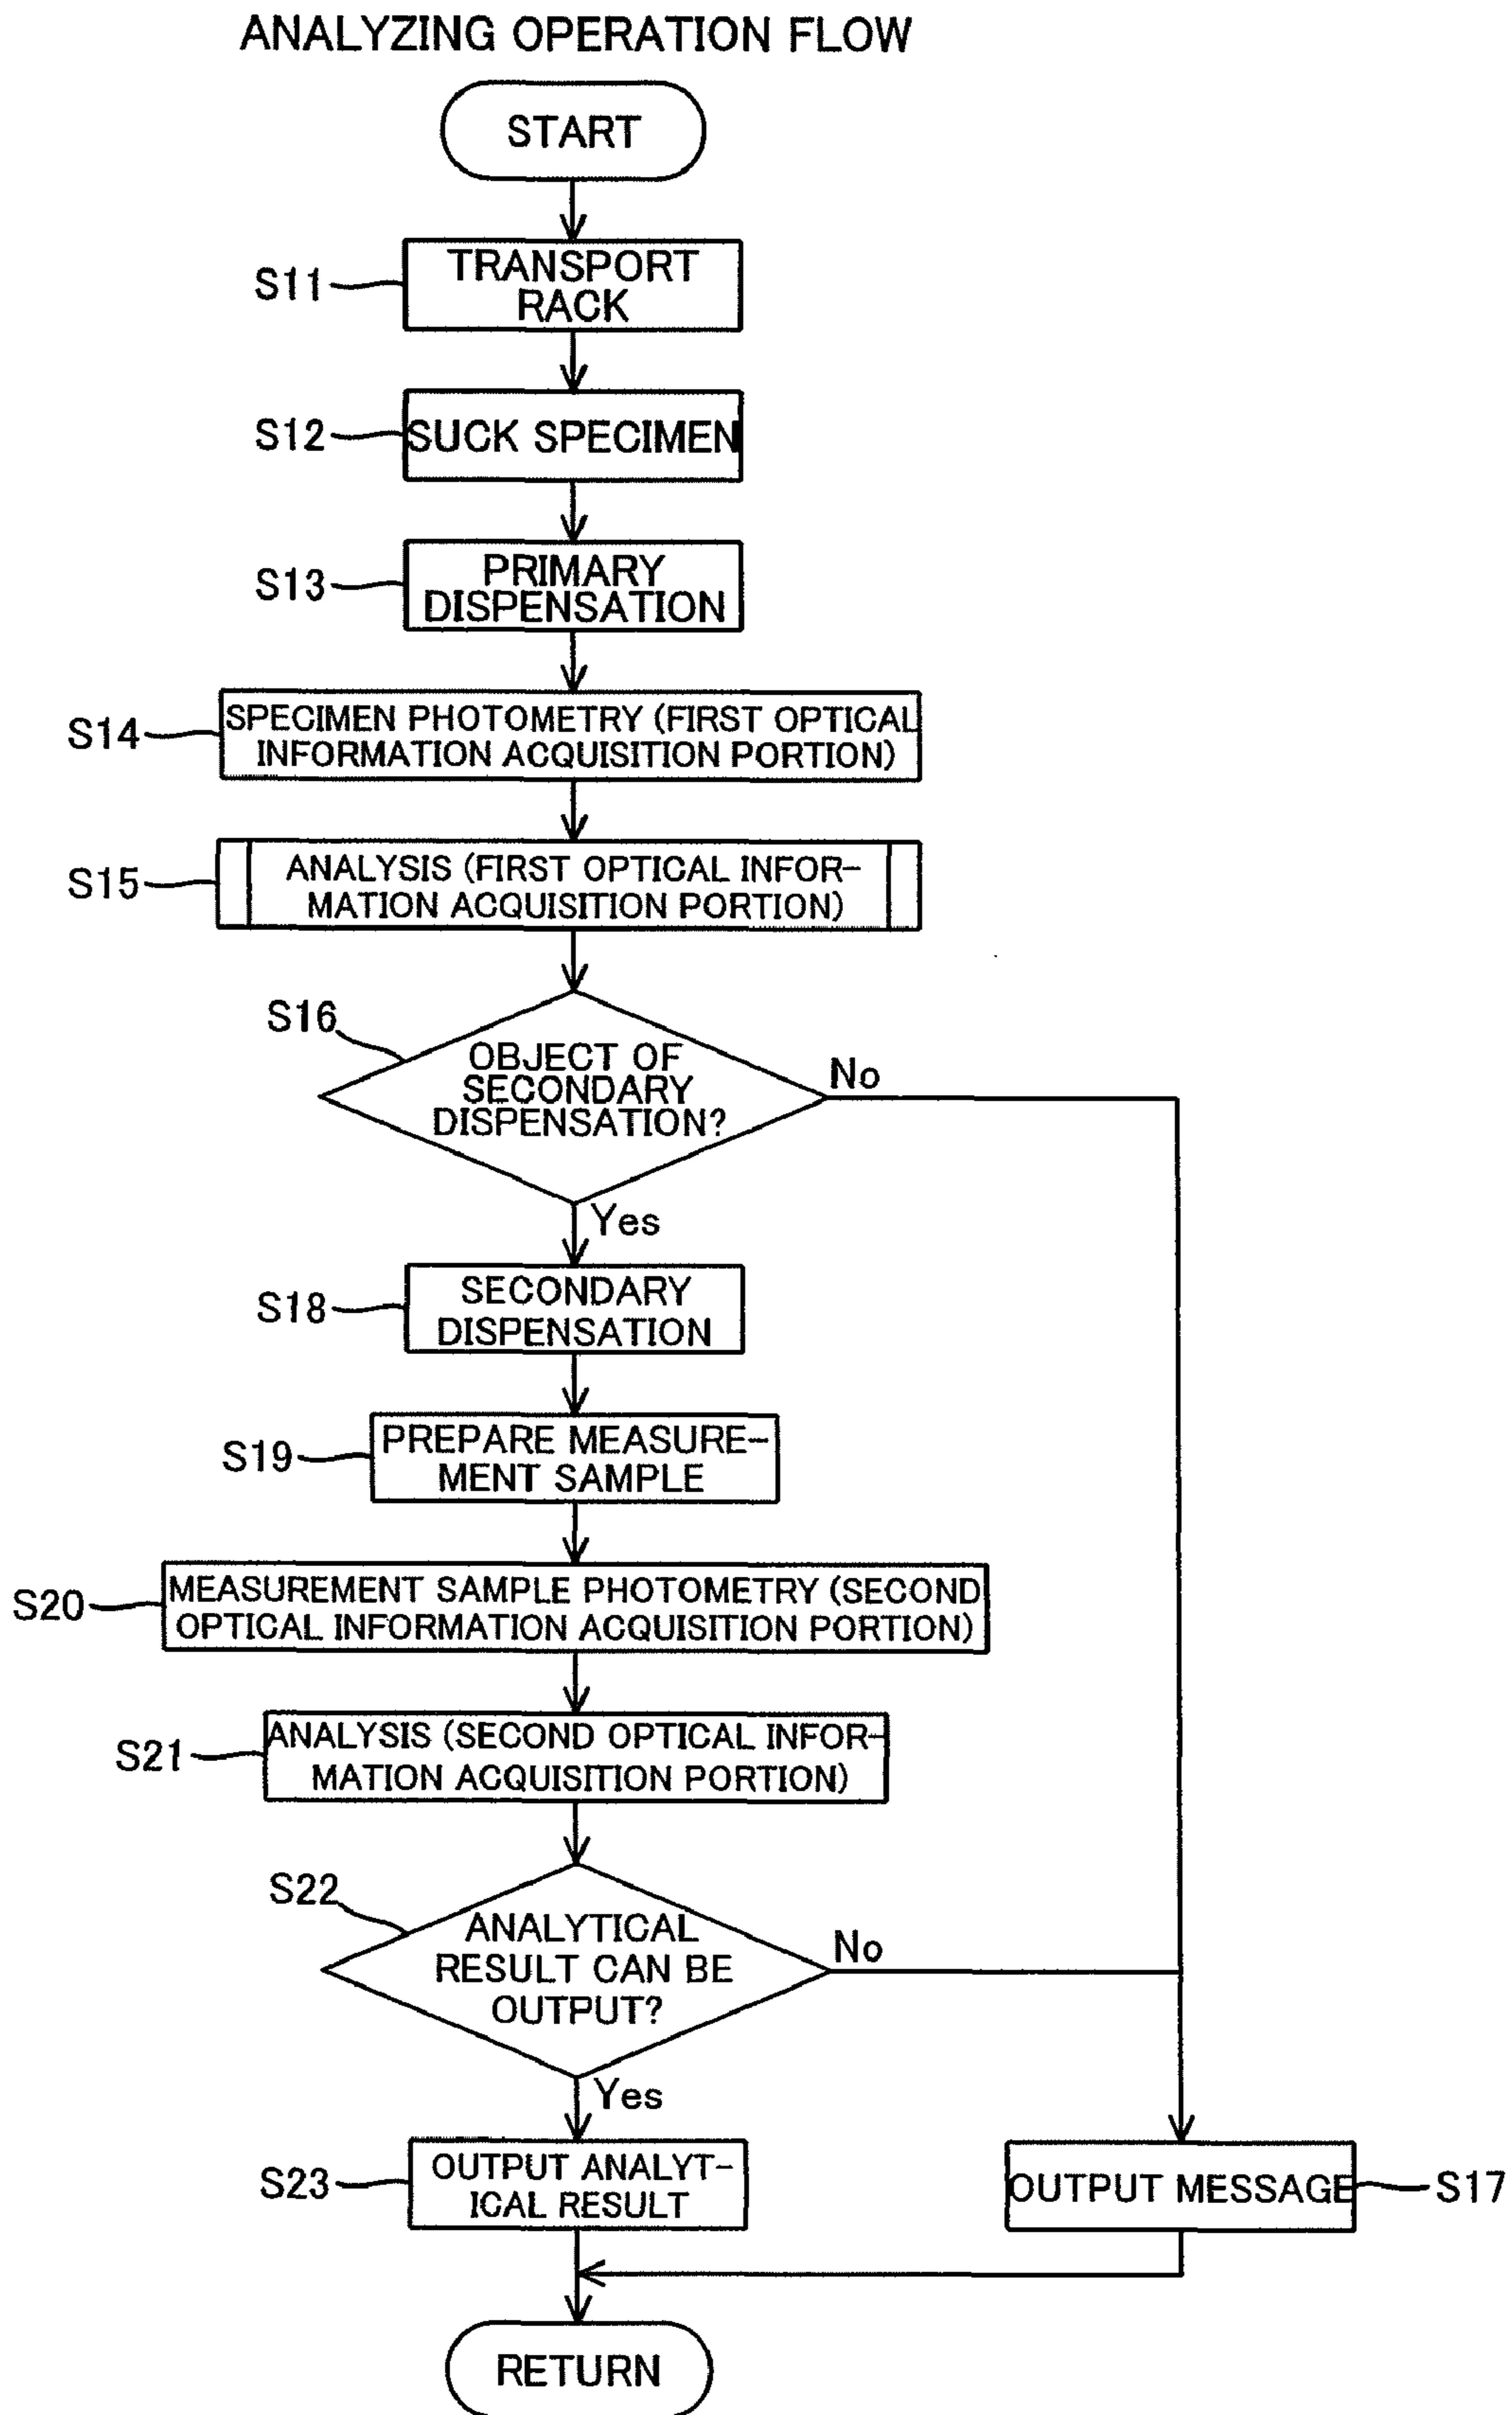 ANALYZING OPERATION FLOW
START
S11
TRANSPORT
RACK
S12
SUCK SPECIMEN
S13
PRIMARY
DISPENSATION
S14
SPECIMEN PHOTOMETRY (FIRST OPTICAL
INFORMATION ACQUISITION PORTION)
S15
ANALYSIS (FIRST OPTICAL INFOR-
MATION ACQUISITION PORTION)
S16
OBJECT OF
SECONDARY
DISPENSATION?
No
Yes
S18
SECONDARY
DISPENSATION
S19
PREPARE MEASURE-
MENT SAMPLE
S20
MEASUREMENT SAMPLE PHOTOMETRY (SECOND
OPTICAL INFORMATION ACQUISITION PORTION)
S21
ANALYSIS (SECOND OPTICAL INFOR-
MATION ACQUISITION PORTION)
S22
ANALYTICAL
RESULT CAN BE
OUTPUT?
No
Yes
S23
OUTPUT ANALYT-
ICAL RESULT
OUTPUT MESSAGE
S17
RETURN